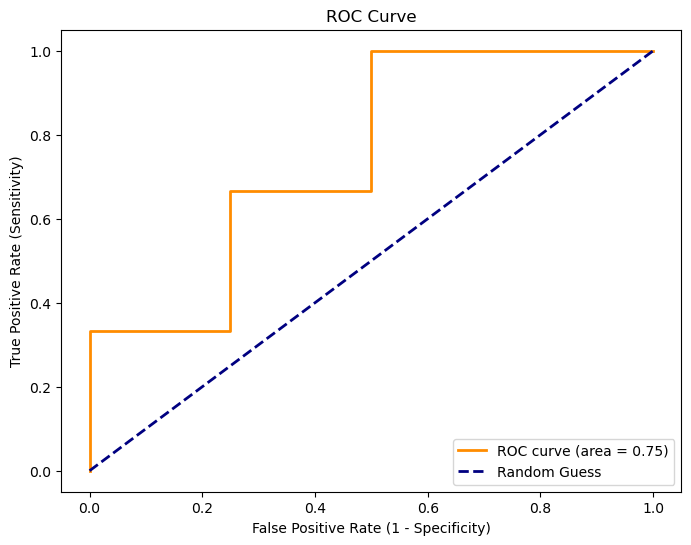 ROC Curve
True Positive Rate (Sensitivity)
1.0
0.8
0.6
0.4
0.2
0.0
0.0 0.2 0.4 0.6 0.8 1.0
False Positive Rate (1 - Specificity)
ROC curve (area = 0.75)
Random Guess